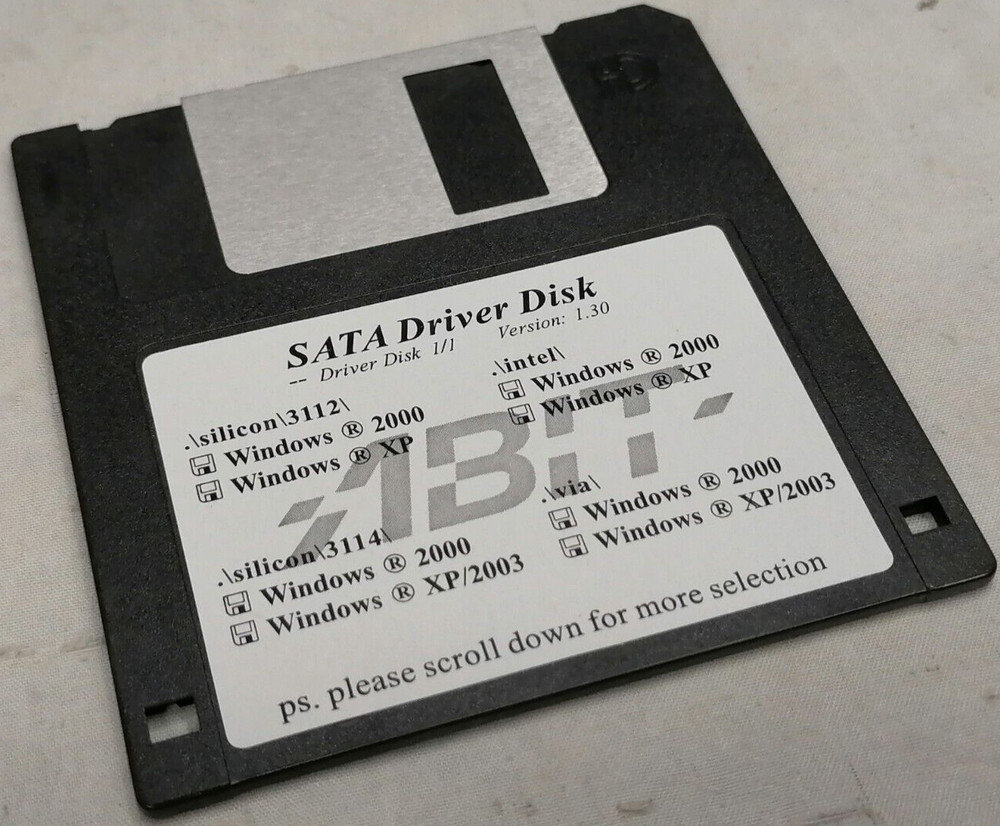 HD
SATA Driver Disk
-- Driver Disk 1/1 Version: 1.30
.\silicon\3112\
Windows ® 2000
Windows ® XP
.\intel\
Windows ® 2000
Windows ® XP
ABIT
.\silicon\3114\
Windows ® 2000
Windows ® XP/2003
.\via\
Windows ® 2000
Windows ® XP/2003
ps. please scroll down for more selection